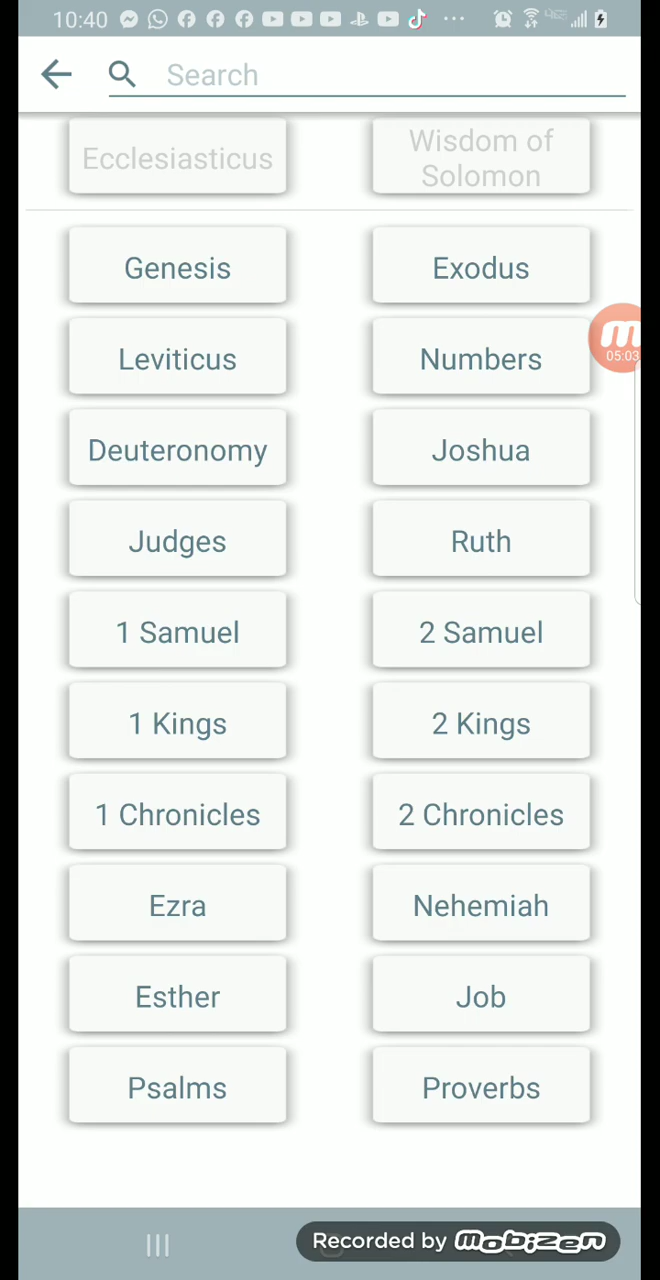 10:40
Search
Ecclesiasticus
Wisdom of
Solomon
Genesis
Exodus
Leviticus
Numbers
05:03
Deuteronomy
Joshua
Judges
Ruth
1 Samuel
2 Samuel
1 Kings
2 Kings
1 Chronicles
2 Chronicles
Ezra
Nehemiah
Esther
Job
Psalms
Proverbs
Recorded by mobizen